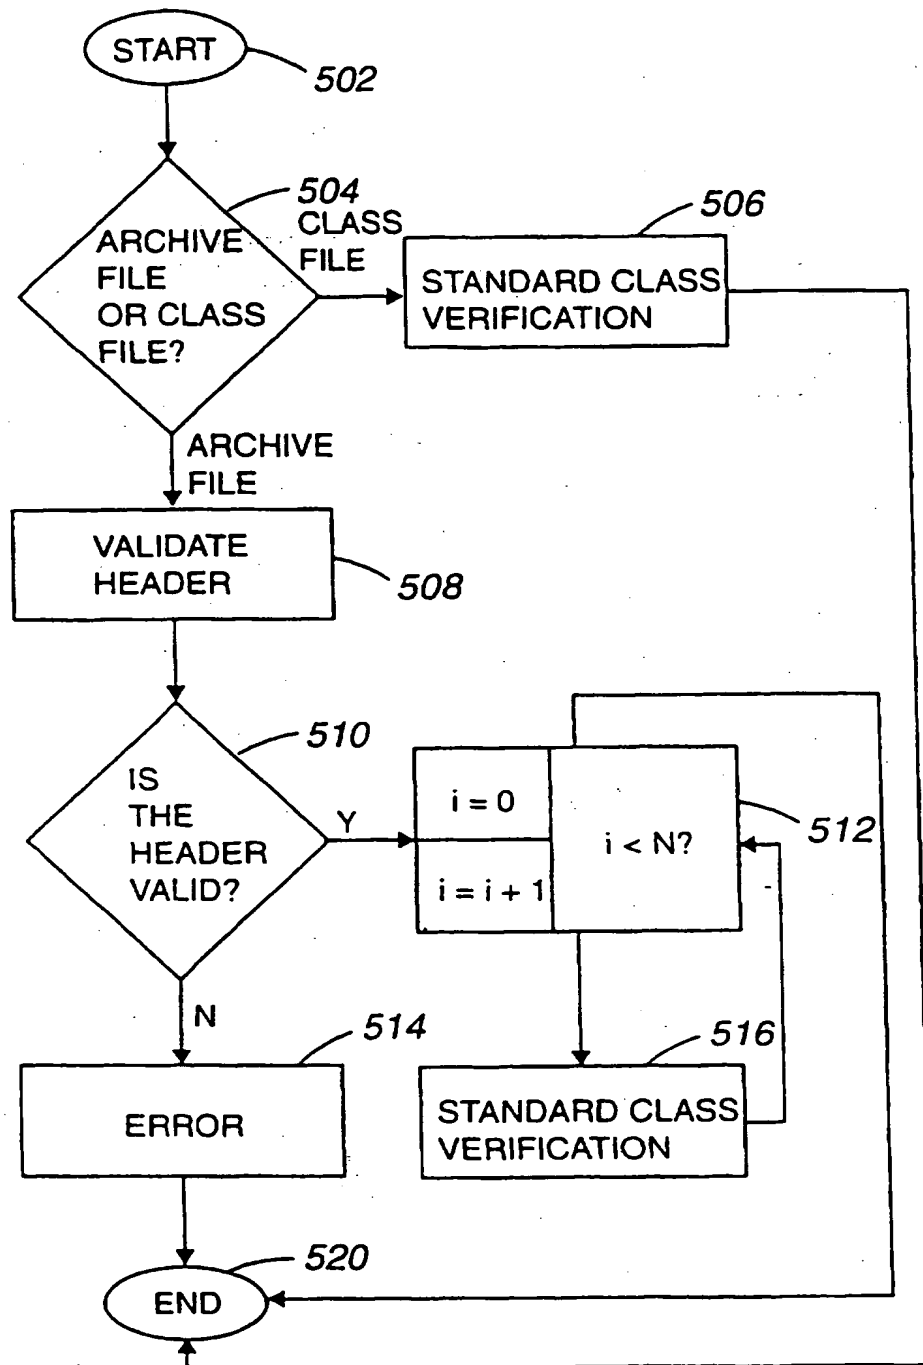 START
502
504
CLASS
FILE
ARCHIVE
FILE
OR CLASS
FILE?
506
STANDARD CLASS
VERIFICATION
ARCHIVE
FILE
VALIDATE
HEADER
508
510
IS
THE
HEADER
VALID?
Y
i = 0
i = i + 1
i < N?
512
N
514
ERROR
516
STANDARD CLASS
VERIFICATION
520
END